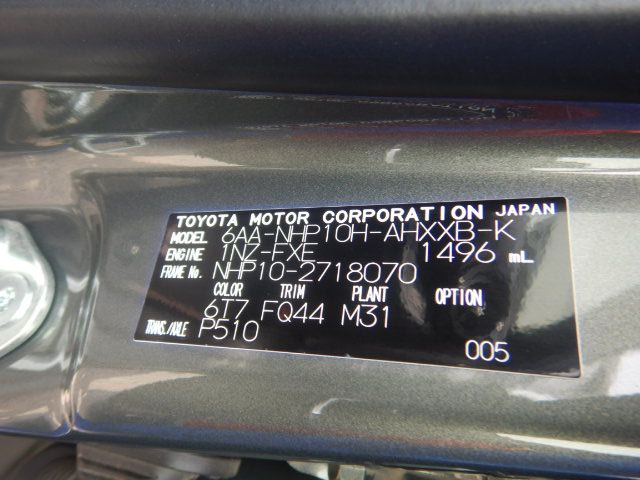 TOYOTA MOTOR CORPORATION JAPAN
MODEL 6AA-NHP10H-AHXXB-K
ENGINE 1NZ-FXE 1496 mL
FRAME No. NHP10-2718070
COLOR TRIM PLANT OPTION
6T7 FQ44 M31
TRANS./AXLE P510
005